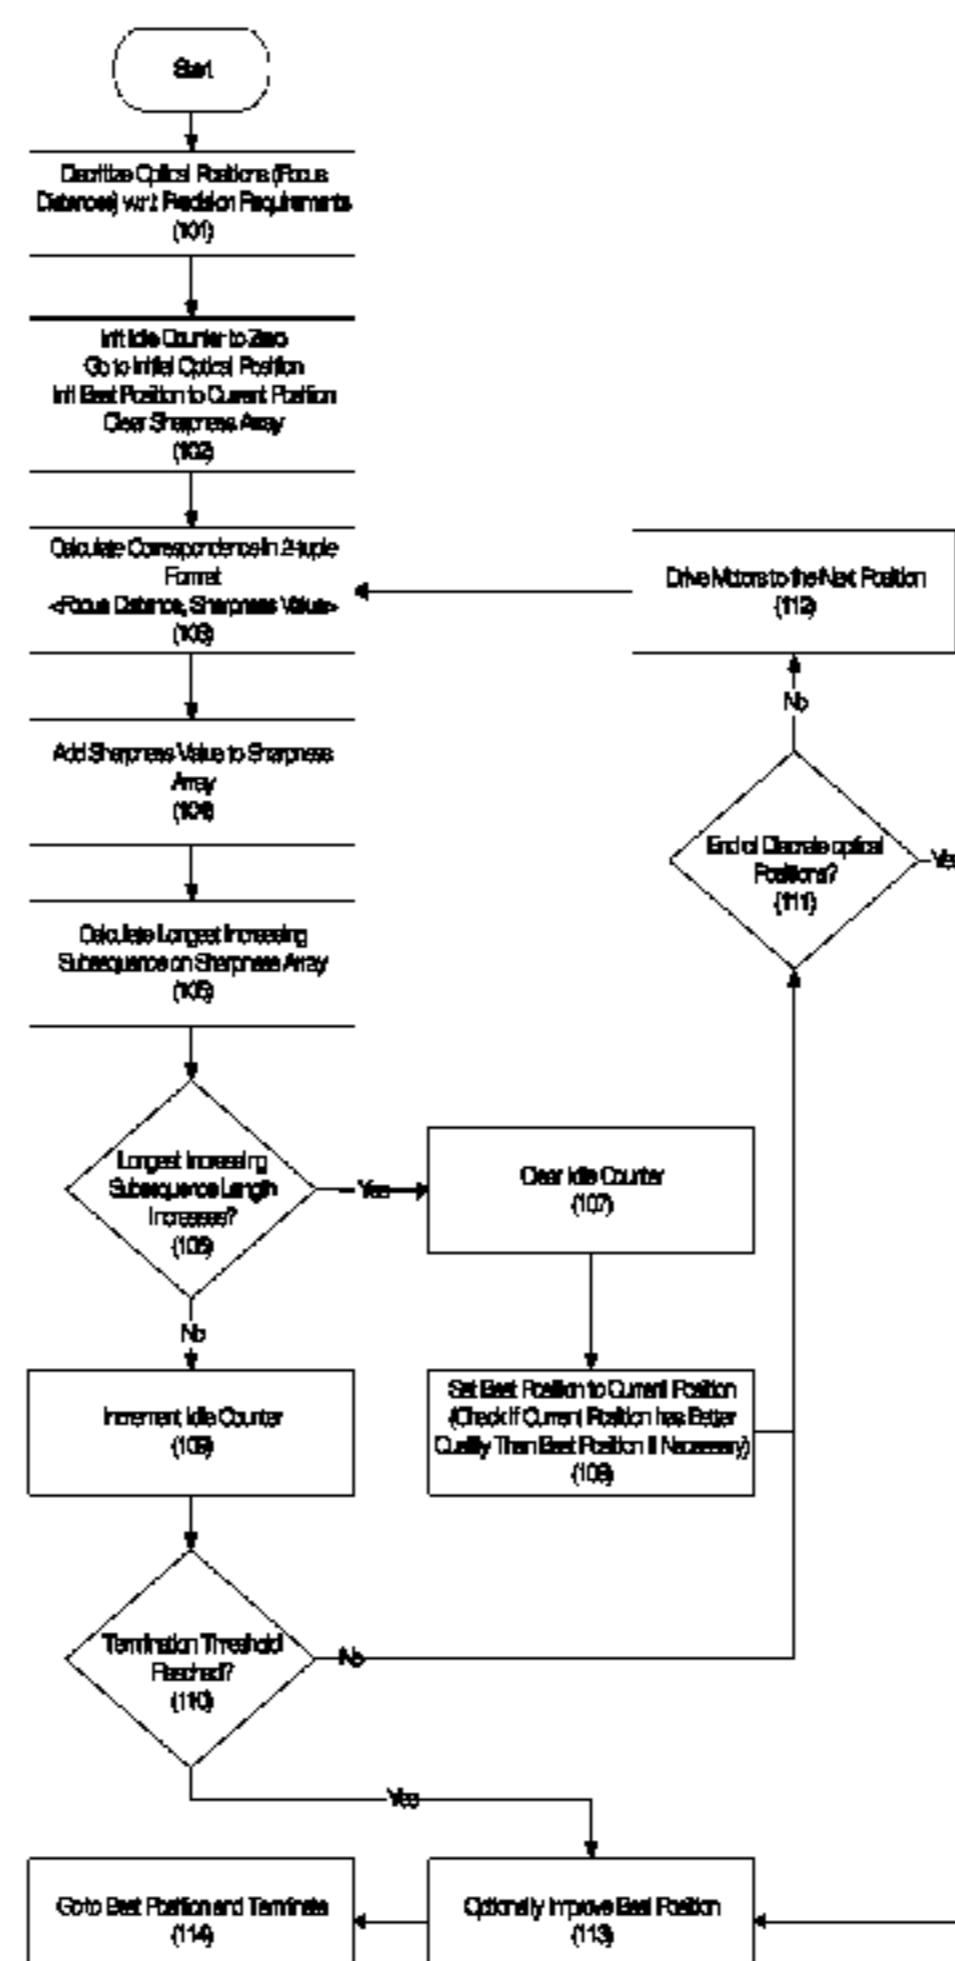 Start
Discritize Optical Positions (Focus
Distances) w.r.t. Precision Requirements
(101)
Init Idle Counter to Zero
Go to Initial Optical Position
Init Best Position to Current Position
Clear Sharpness Array
(102)
Calculate Correspondence in 2-tuple
Format
<Focus Distance, Sharpness Value>
(103)
Drive Motors to the Next Position
(112)
No
Add Sharpness Value to Sharpness
Array
(104)
End of Discrete optical
Positions?
(111)
Yes
Calculate Longest Increasing
Subsequence on Sharpness Array
(105)
Longest Increasing
Subsequence Length
Increases?
(106)
Yes
Clear Idle Counter
(107)
No
Increment Idle Counter
(109)
Set Best Position to Current Position
(Check If Current Position has Better
Quality Than Best Position If Necessary)
(108)
Termination Threshold
Reached?
(110)
No
Yes
Go to Best Position and Terminate
(114)
Optionally Improve Best Position
(113)